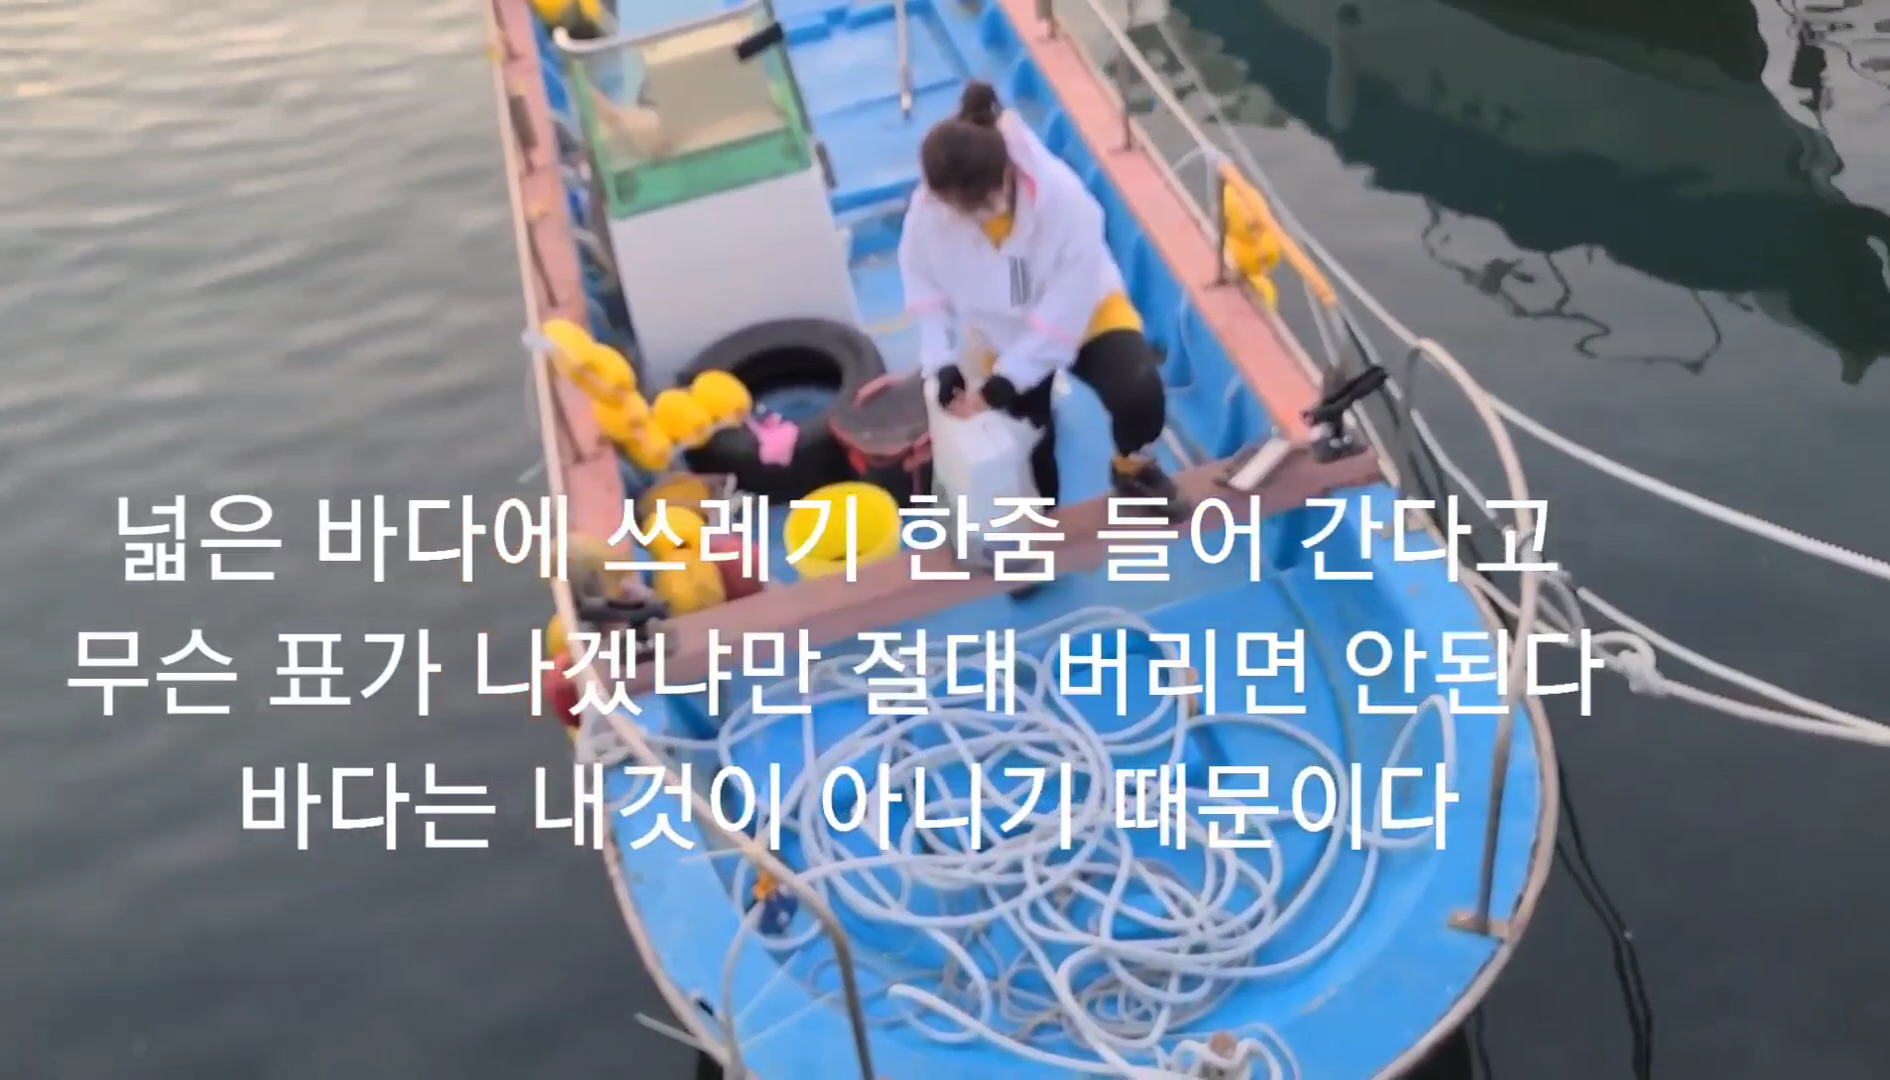 넓은 바다에 쓰레기 한줌 들어 간다고
무슨 표가 나겠냐만 절대 버리면 안된다
바다는 내것이 아니기 때문이다